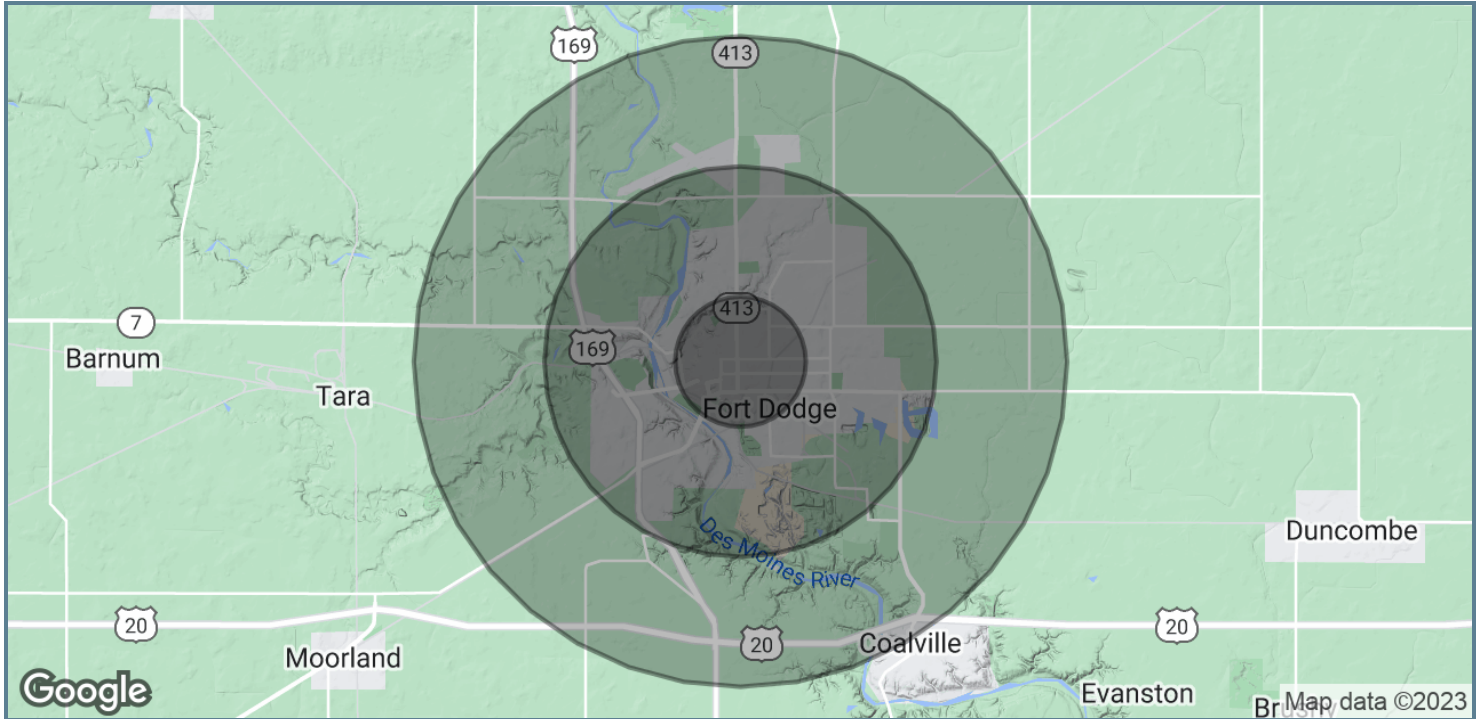 169
413
413
7
169
Barnum
Tara
Fort Dodge
Des Moines River
Duncombe
20
20
20
Coalville
Moorland
Evanston
Google
Map data ©2023